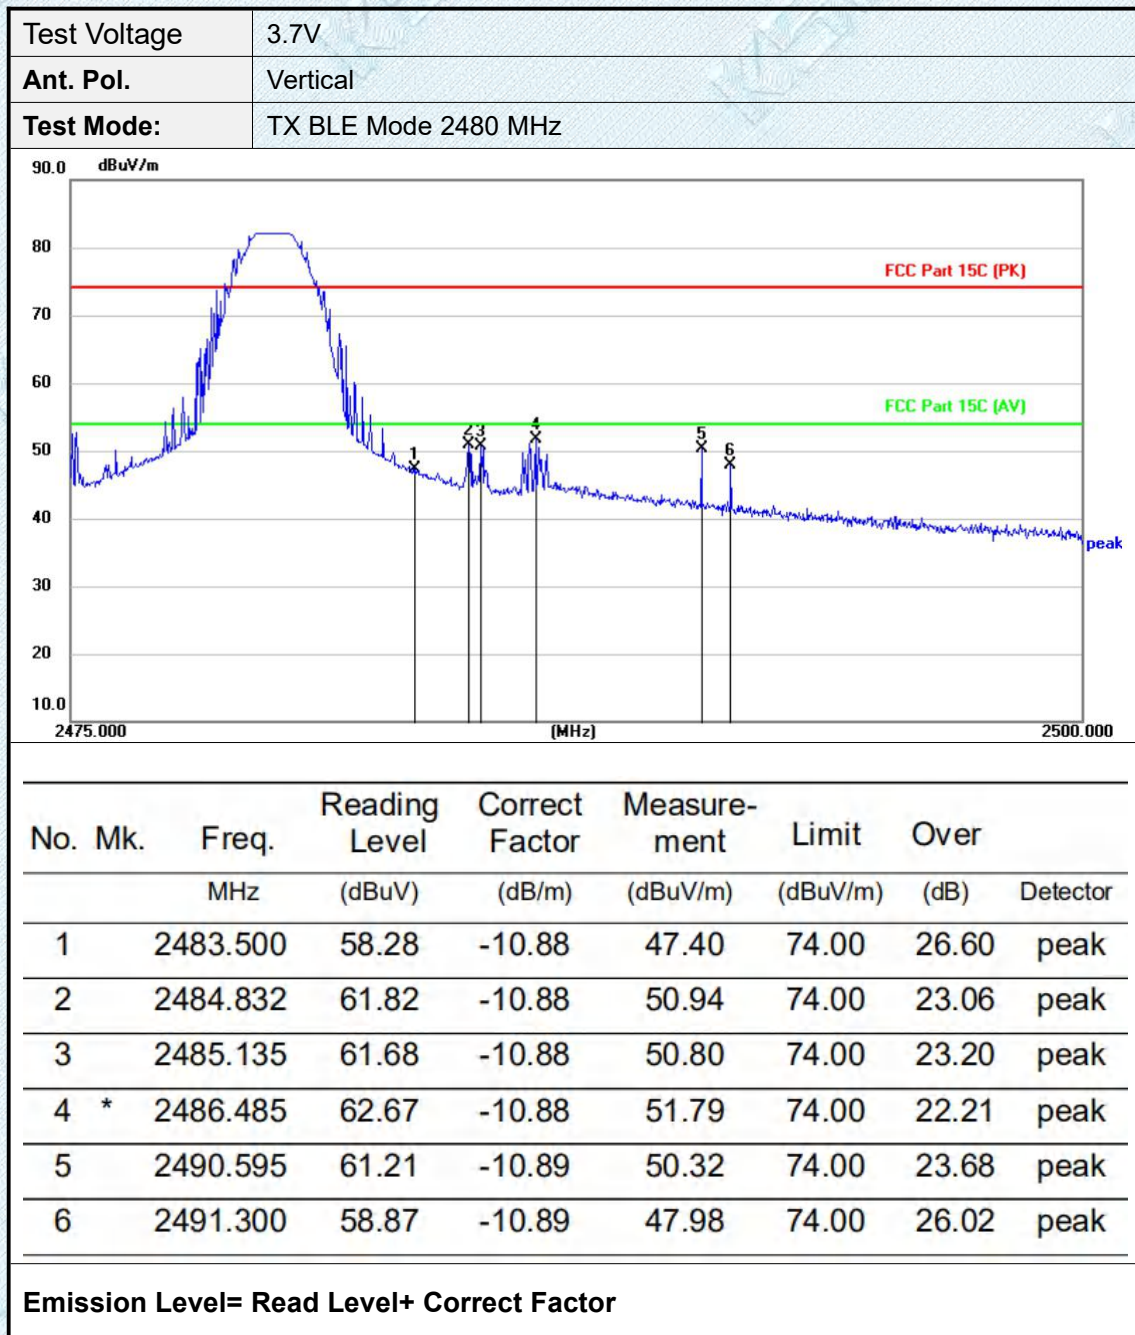 Test Voltage 3.7V
Ant. Pol. Vertical
Test Mode: TX BLE Mode 2480 MHz
90.0 dBuV/m
80
FCC Part 15C (PK)
70
60
FCC Part 15C (AV)
50
1 2 3 4 5 6
40
peak
30
20
10.0
2475.000 (MHz) 2500.000
No. Mk. Freq. Reading Level Correct Factor Measure-ment Limit Over
MHz (dBuV) (dB/m) (dBuV/m) (dBuV/m) (dB) Detector
1 2483.500 58.28 -10.88 47.40 74.00 26.60 peak
2 2484.832 61.82 -10.88 50.94 74.00 23.06 peak
3 2485.135 61.68 -10.88 50.80 74.00 23.20 peak
4 * 2486.485 62.67 -10.88 51.79 74.00 22.21 peak
5 2490.595 61.21 -10.89 50.32 74.00 23.68 peak
6 2491.300 58.87 -10.89 47.98 74.00 26.02 peak
Emission Level= Read Level+ Correct Factor